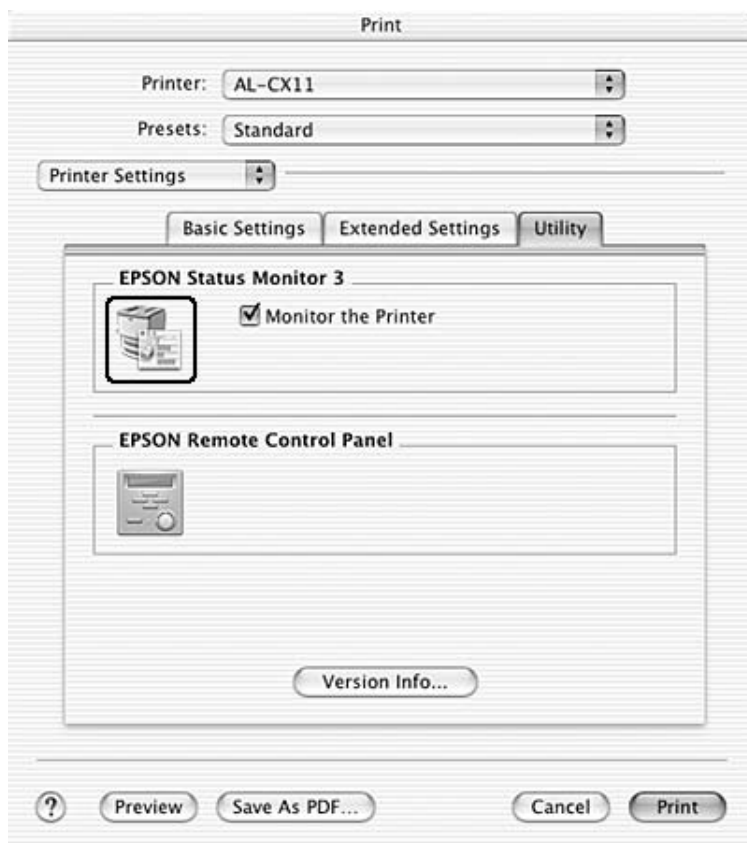 Print
Printer: AL-CX11
Presets: Standard
Printer Settings
Basic Settings Extended Settings Utility
EPSON Status Monitor 3
Monitor the Printer
EPSON Remote Control Panel
Version Info...
? Preview Save As PDF... Cancel Print